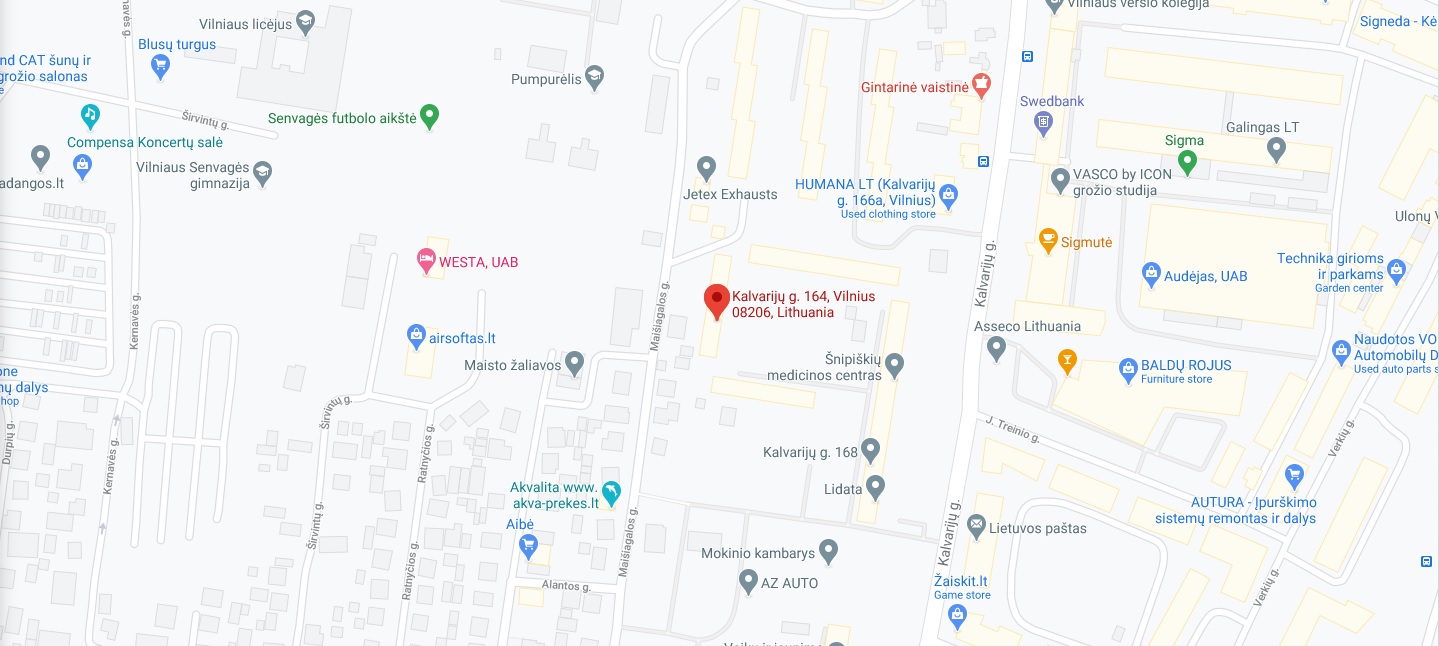 navės g.
Vilniaus licėjus
Vilniaus verslo kolegija
Signeda - Kė
Blusų turgus
nd CAT šunų ir
grožio salonas
e
Pumpurėlis
Gintarinė vaistinė
Swedbank
Širvintų g.
Senvagės futbolo aikštė
Galingas LT
Compensa Koncertų salė
Sigma
Vilniaus Senvagės
gimnazija
adangos.lt
VASCO by ICON
grožio studija
Jetex Exhausts
HUMANA LT (Kalvarijų
g. 166a, Vilnius)
Used clothing store
Ulonų V
Sigmutė
WESTA, UAB
Kalvarijų g.
Audėjas, UAB
Technika girioms
ir parkams
Garden center
Kalvarijų g. 164, Vilnius
08206, Lithuania
Kernavės g.
Maišiagalos g.
Asseco Lithuania
airsoftas.lt
Maisto žaliavos
Naudotos VO
Automobilų D
Used auto parts s
Šnipiškių
medicinos centras
BALDŲ ROJUS
Furniture store
one
nų dalys
hop
Širvintų g.
J. Treinio g.
Durpių g.
Kernavės g.
Ratnyčios g.
Kalvarijų g. 168
Verkių g.
Lidata
Akvalita www.
akva-prekes.lt
AUTURA - Įpurškimo
sistemų remontas ir dalys
Širvintų g.
Aibė
Kalvarijų g.
Lietuvos paštas
Maišiagalos g.
Mokinio kambarys
Ratnyčios g.
Alantos g.
AZ AUTO
Žaiskit.lt
Game store
Verkių g.